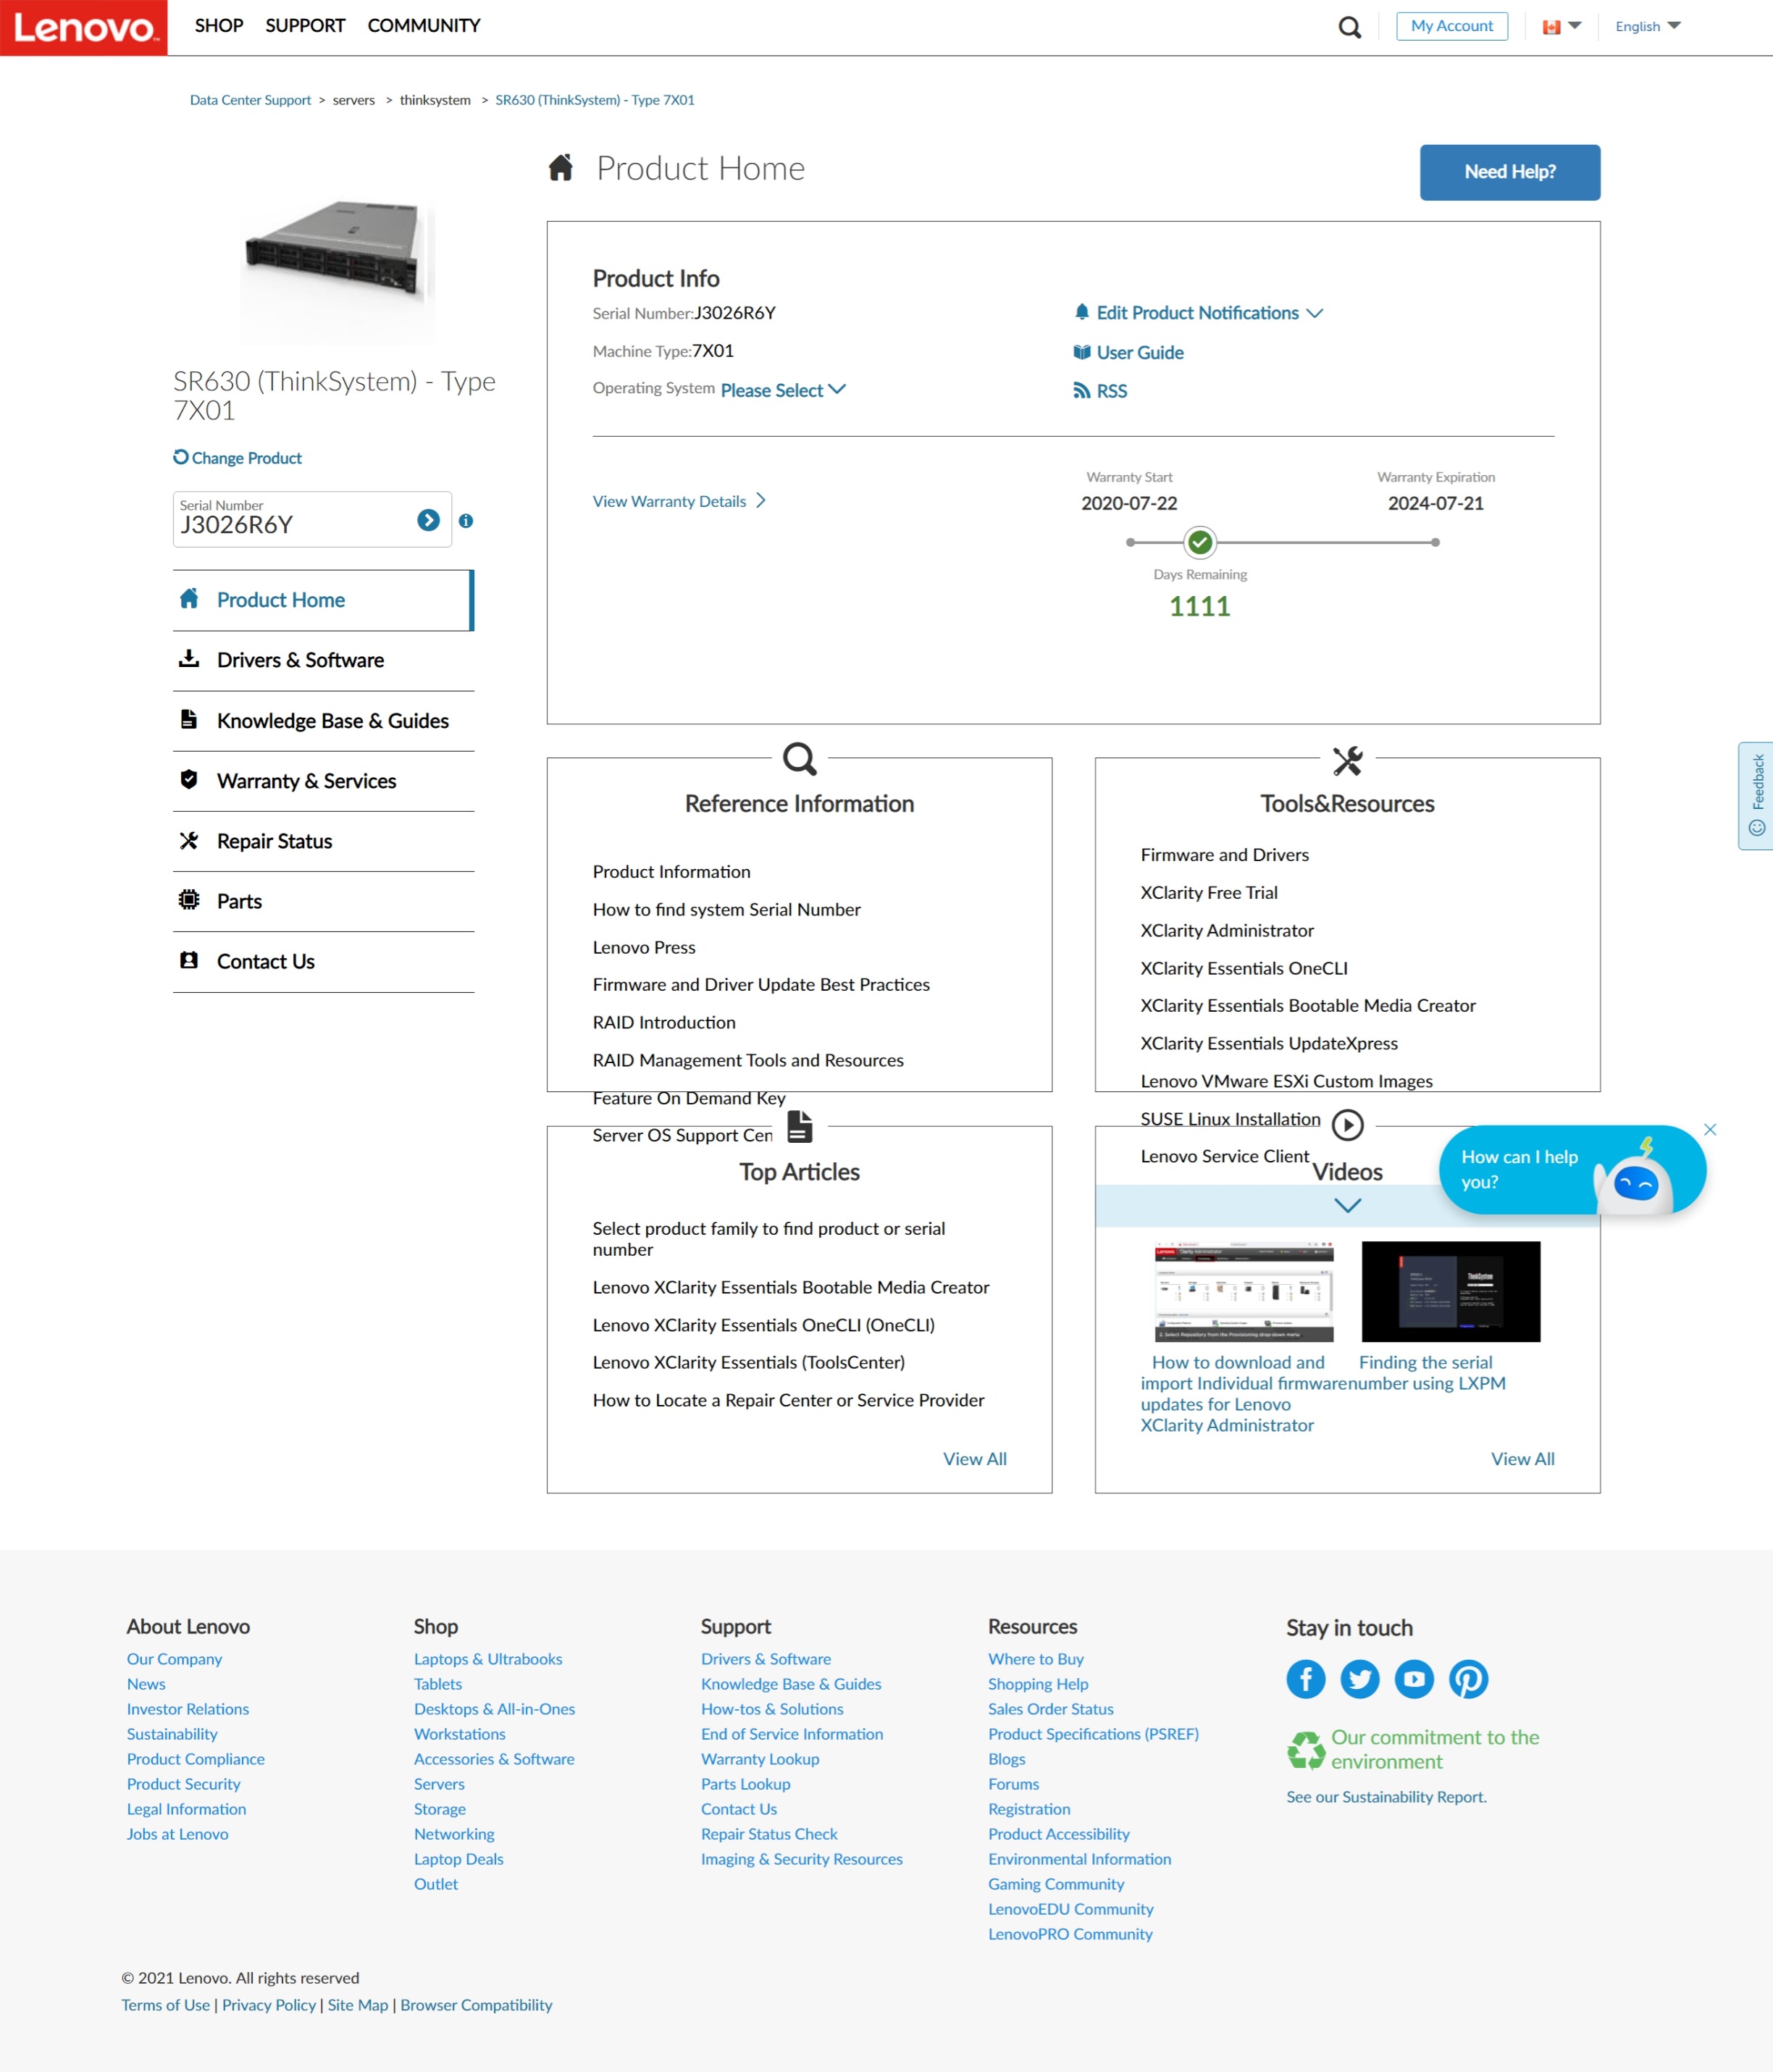 Lenovo
SHOP SUPPORT COMMUNITY
My Account
English
Data Center Support > servers > thinksystem > SR630 (ThinkSystem) - Type 7X01
Product Home
Need Help?
SR630 (ThinkSystem) - Type
7X01
Change Product
Serial Number
J3026R6Y
Product Home
Drivers & Software
Knowledge Base & Guides
Warranty & Services
Repair Status
Parts
Contact Us
Product Info
Serial Number:J3026R6Y
Machine Type:7X01
Operating System Please Select
Edit Product Notifications
User Guide
RSS
View Warranty Details
Warranty Start
2020-07-22
Warranty Expiration
2024-07-21
Days Remaining
1111
Reference Information
Product Information
How to find system Serial Number
Lenovo Press
Firmware and Driver Update Best Practices
RAID Introduction
RAID Management Tools and Resources
Feature On Demand Key
Server OS Support Cen
Tools&Resources
Firmware and Drivers
XClarity Free Trial
XClarity Administrator
XClarity Essentials OneCLI
XClarity Essentials Bootable Media Creator
XClarity Essentials UpdateXpress
Lenovo VMware ESXi Custom Images
SUSE Linux Installation
Lenovo Service Client
Feedback
Top Articles
Select product family to find product or serial
number
Lenovo XClarity Essentials Bootable Media Creator
Lenovo XClarity Essentials OneCLI (OneCLI)
Lenovo XClarity Essentials (ToolsCenter)
How to Locate a Repair Center or Service Provider
View All
Videos
How can I help
you?
2. Select Repository from the Provisioning drop-down menu
ThinkSystem
How to download and
import Individual firmware
updates for Lenovo
XClarity Administrator
Finding the serial
number using LXPM
View All
About Lenovo
Our Company
News
Investor Relations
Sustainability
Product Compliance
Product Security
Legal Information
Jobs at Lenovo
Shop
Laptops & Ultrabooks
Tablets
Desktops & All-in-Ones
Workstations
Accessories & Software
Servers
Storage
Networking
Laptop Deals
Outlet
Support
Drivers & Software
Knowledge Base & Guides
How-tos & Solutions
End of Service Information
Warranty Lookup
Parts Lookup
Contact Us
Repair Status Check
Imaging & Security Resources
Resources
Where to Buy
Shopping Help
Sales Order Status
Product Specifications (PSREF)
Blogs
Forums
Registration
Product Accessibility
Environmental Information
Gaming Community
LenovoEDU Community
LenovoPRO Community
Stay in touch
Our commitment to the
environment
See our Sustainability Report.
© 2021 Lenovo. All rights reserved
Terms of Use | Privacy Policy | Site Map | Browser Compatibility